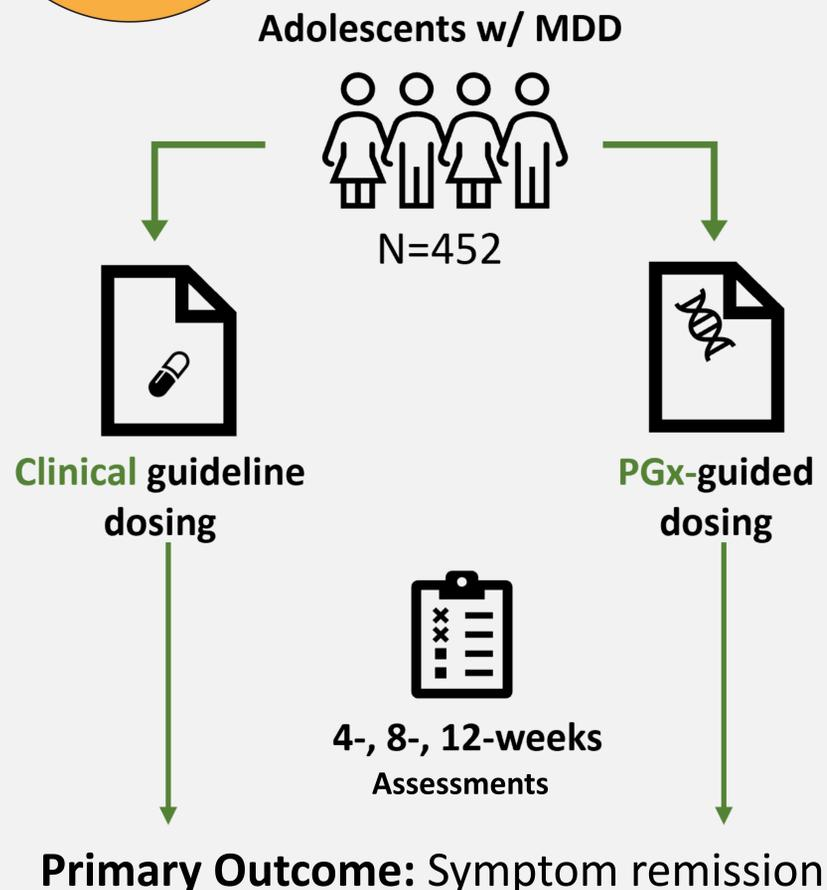 Adolescents w/ MDD
N=452
Clinical guideline
dosing
PGx-guided
dosing
4-, 8-, 12-weeks
Assessments
Primary Outcome: Symptom remission